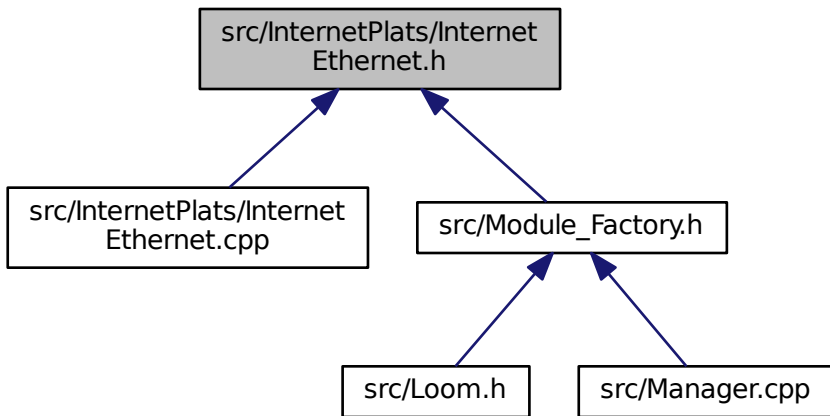 src/InternetPlats/Internet
Ethernet.h
src/InternetPlats/Internet
Ethernet.cpp
src/Module_Factory.h
src/Loom.h
src/Manager.cpp